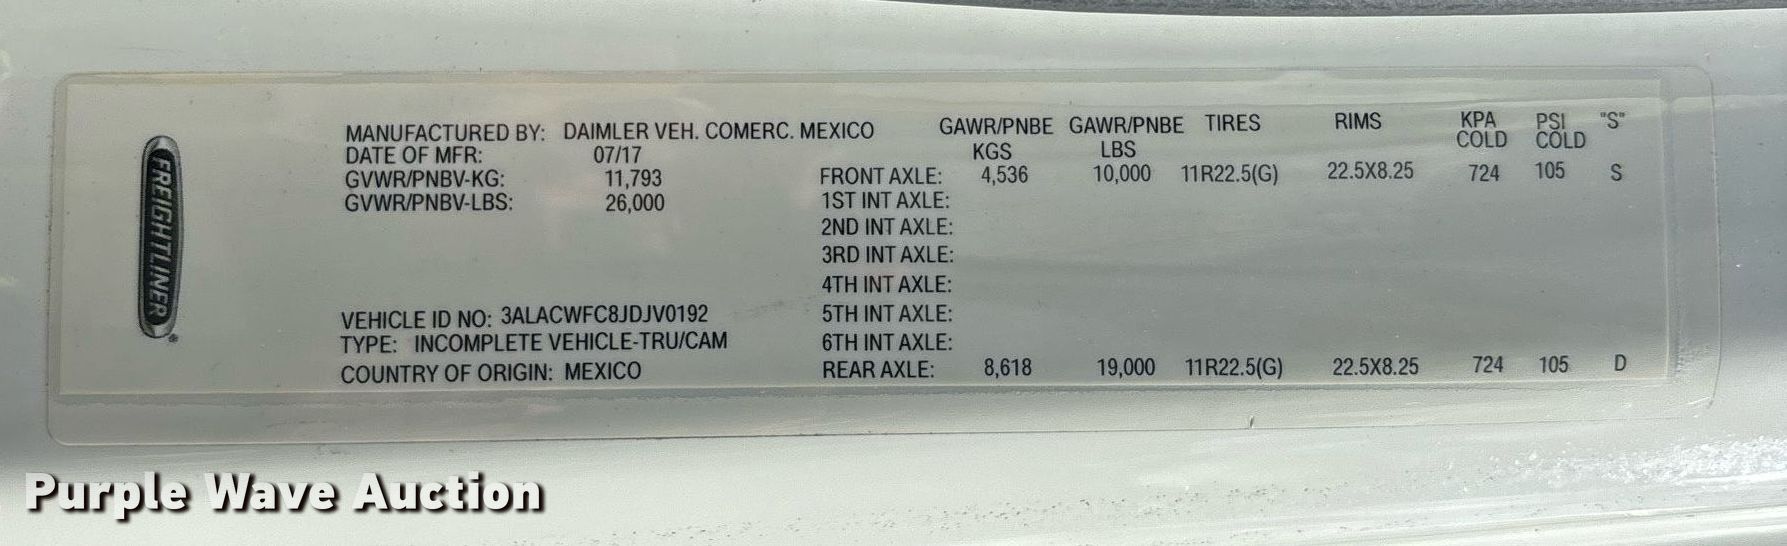 FREIGHTLINER®
MANUFACTURED BY: DAIMLER VEH. COMERC. MEXICO
DATE OF MFR: 07/17
GVWR/PNBV-KG: 11,793
GVWR/PNBV-LBS: 26,000
VEHICLE ID NO: 3ALACWFC8JDJV0192
TYPE: INCOMPLETE VEHICLE-TRU/CAM
COUNTRY OF ORIGIN: MEXICO
GAWR/PNBE GAWR/PNBE TIRES RIMS KPA PSI "S"
KGS LBS COLD COLD
FRONT AXLE: 4,536 10,000 11R22.5(G) 22.5X8.25 724 105 S
1ST INT AXLE:
2ND INT AXLE:
3RD INT AXLE:
4TH INT AXLE:
5TH INT AXLE:
6TH INT AXLE:
REAR AXLE: 8,618 19,000 11R22.5(G) 22.5X8.25 724 105 D
Purple Wave Auction